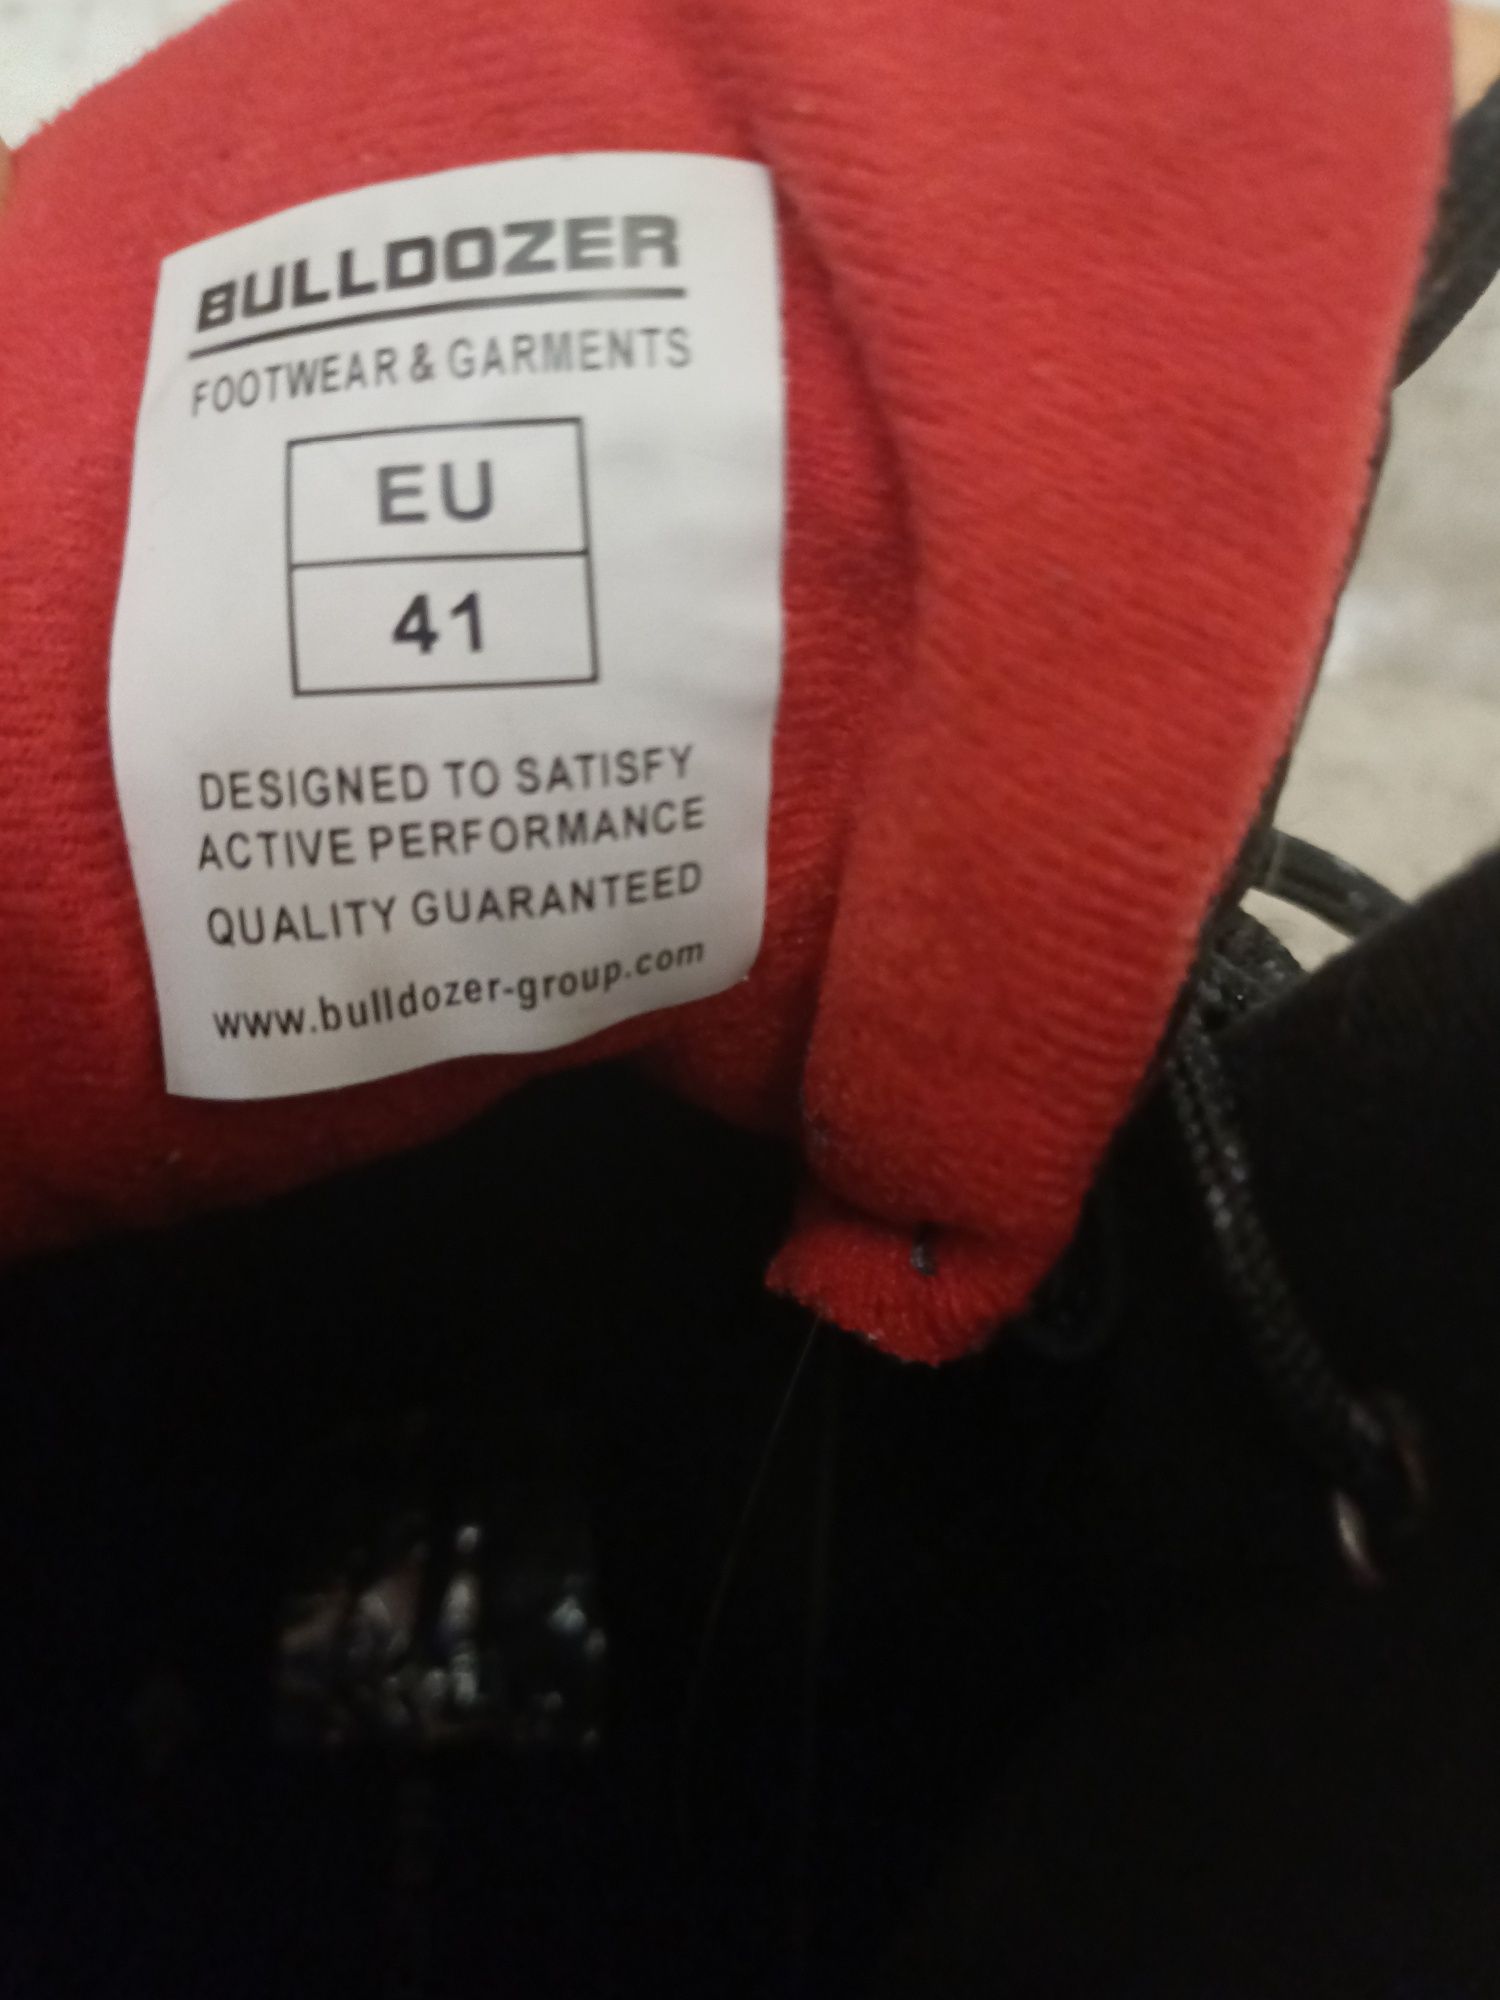 BULLDOZER
FOOTWEAR & GARMENTS
EU
41
DESIGNED TO SATISFY
ACTIVE PERFORMANCE
QUALITY GUARANTEED
www.bulldozer-group.com